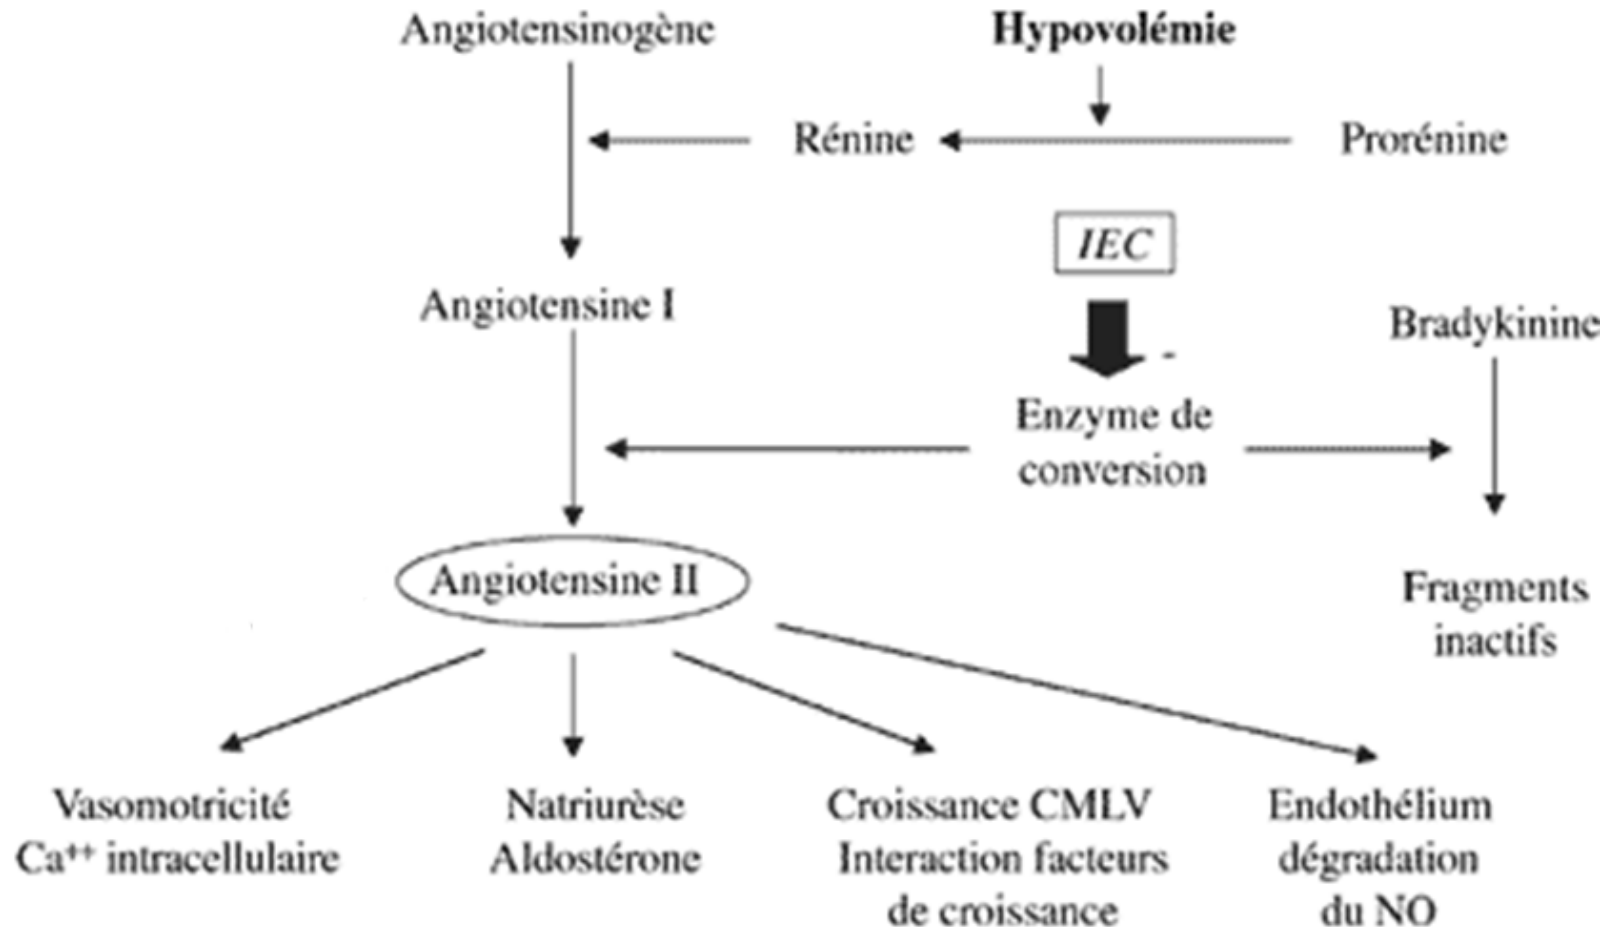 Angiotensinogène
Hypovolémie
Rénine
Prorénine
IEC
Angiotensine I
Bradykinine
-
Enzyme de
conversion
Angiotensine II
Fragments
inactifs
Vasomotricité
Ca⁺⁺ intracellulaire
Natriurèse
Aldostérone
Croissance CMLV
Interaction facteurs
de croissance
Endothélium
dégradation
du NO